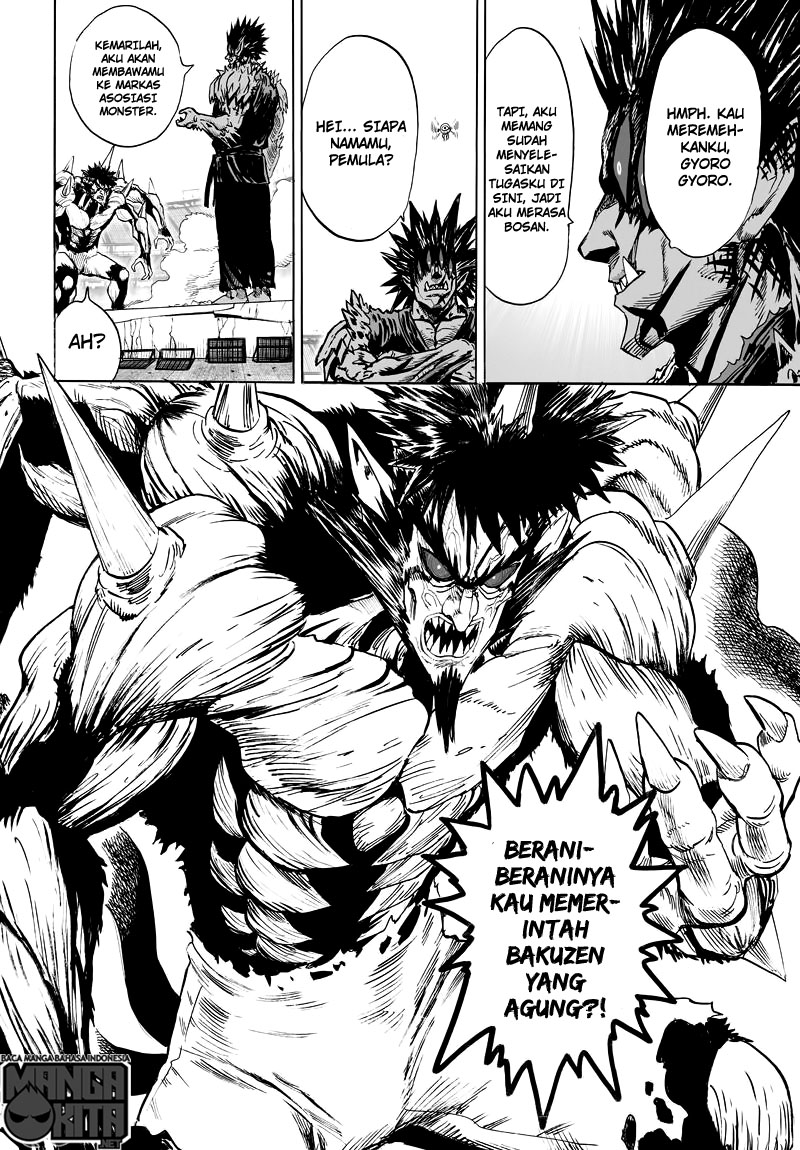 HMPH. KAU
MEREMEH-
KANKU,
GYORO
GYORO.
TAPI, AKU
MEMANG
SUDAH
MENYELE-
SAIKAN
TUGASKU DI
SINI, JADI
AKU MERASA
BOSAN.
HEI... SIAPA
NAMAMU,
PEMULA?
KEMARILAH,
AKU AKAN
MEMBAWAMU
KE MARKAS
ASOSIASI
MONSTER.
AH?
BERANI-
BERANINYA
KAU MEMER-
INTAH
BAKUZEN
YANG
AGUNG?!
BACA MANGA BAHASA INDONESIA
MANGA
KITA
.NET